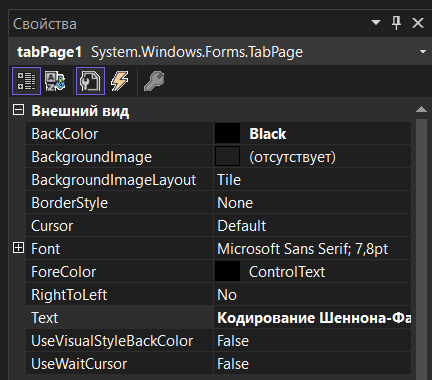 Свойства
tabPage1 System.Windows.Forms.TabPage
Внешний вид
BackColor Black
BackgroundImage (отсутствует)
BackgroundImageLayout Tile
BorderStyle None
Cursor Default
Font Microsoft Sans Serif; 7,8pt
ForeColor ControlText
RightToLeft No
Text Кодирование Шеннона-Фа
UseVisualStyleBackColor False
UseWaitCursor False